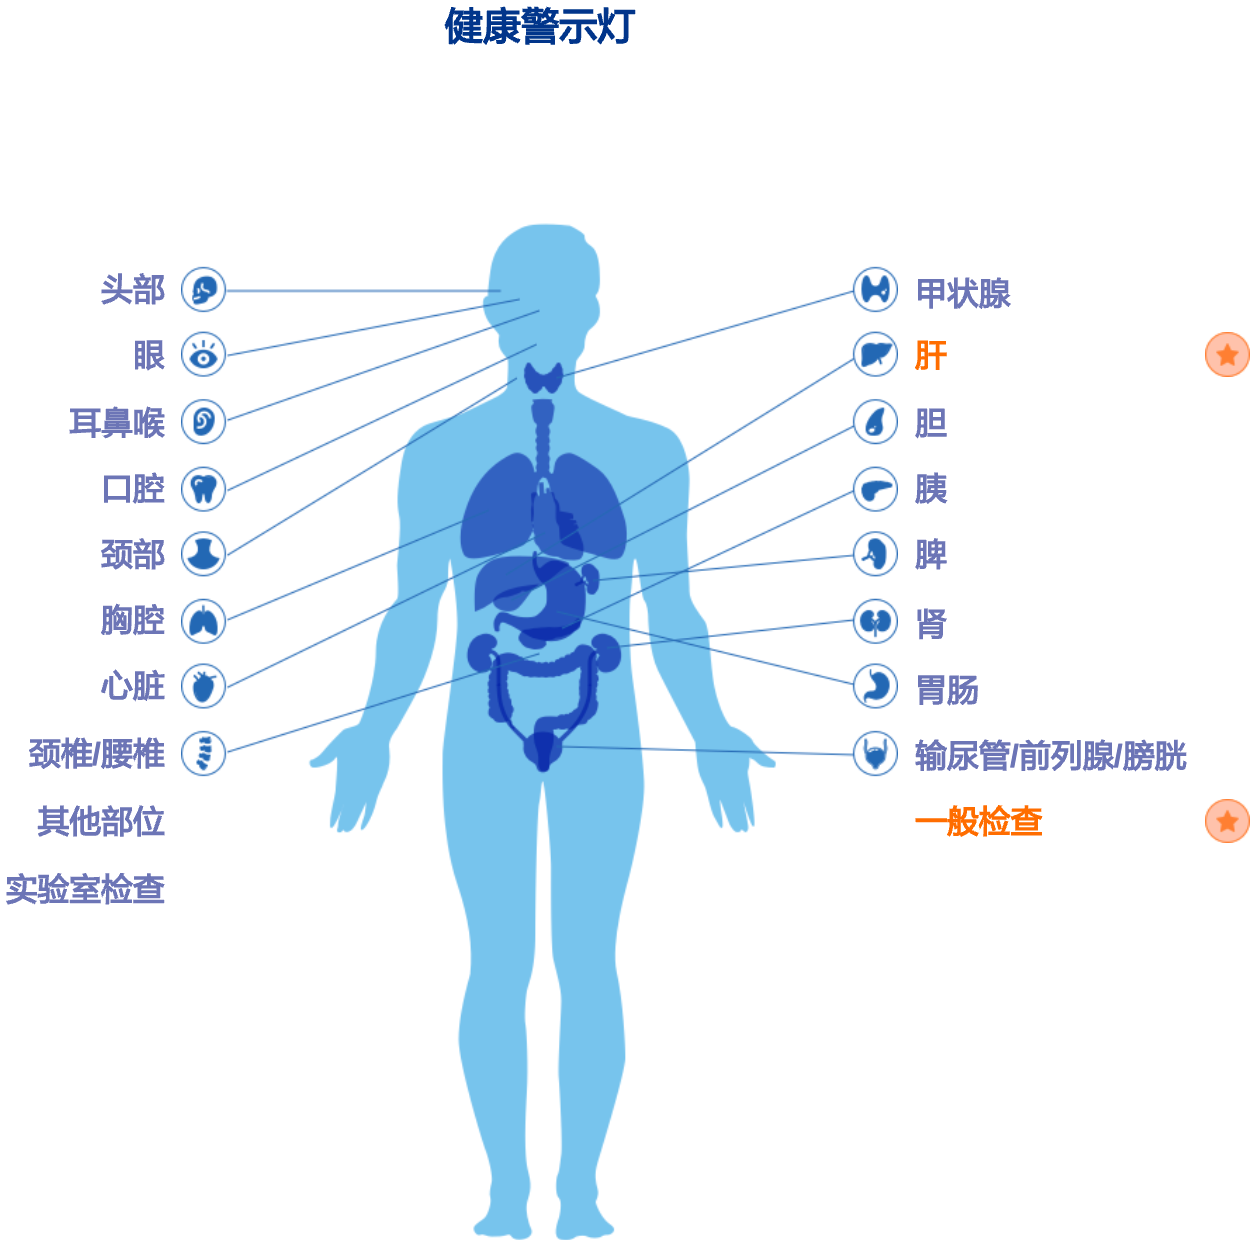 健康警示灯
头部
眼
耳鼻喉
口腔
颈部
胸腔
心脏
颈椎/腰椎
其他部位
实验室检查
甲状腺
肝
胆
胰
脾
肾
胃肠
输尿管/前列腺/膀胱
一般检查